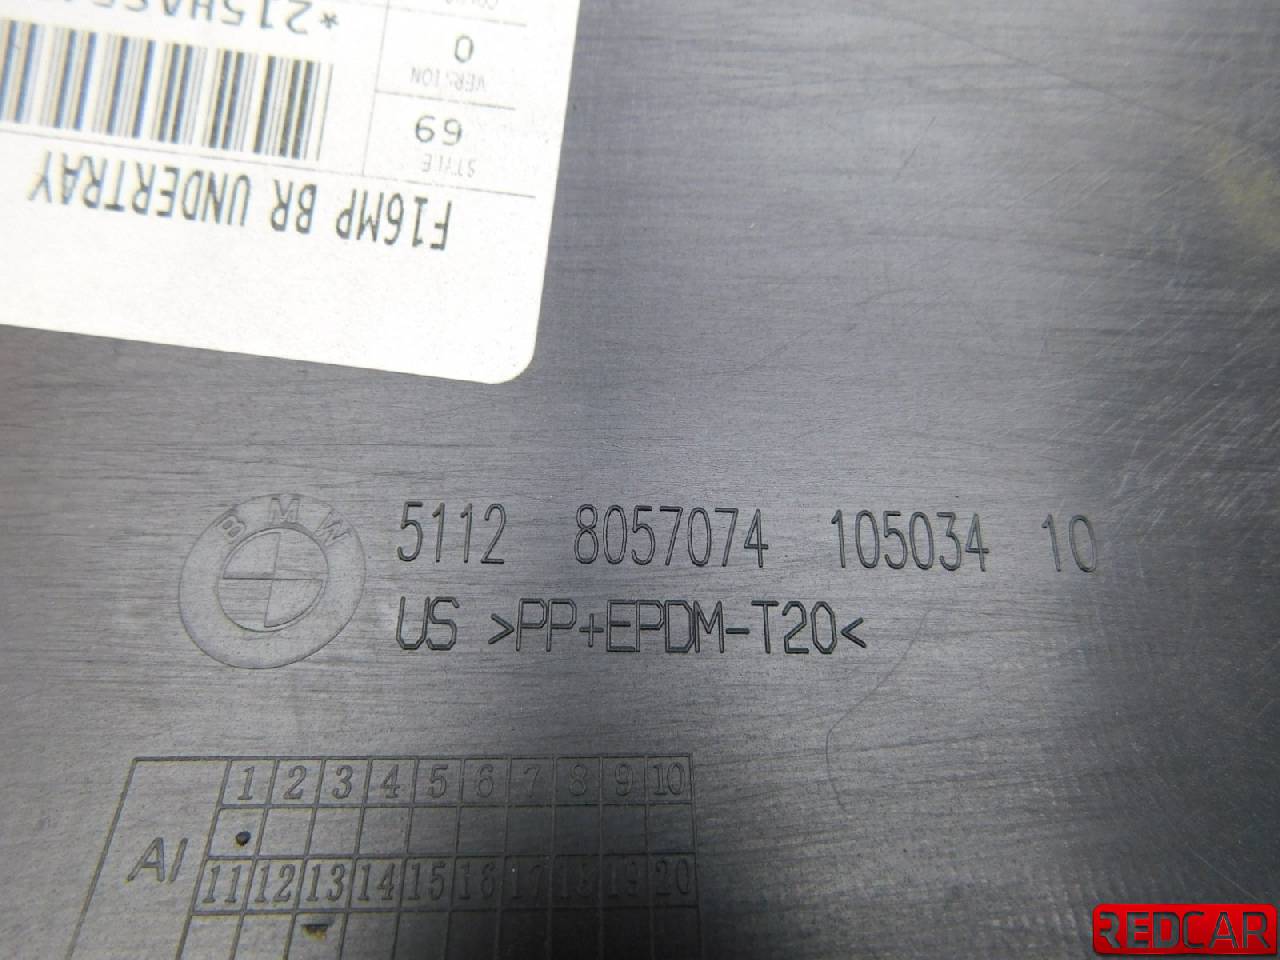 F16MP BR UNDERTRAY
STYLE
69
VERSION
0
BMW
5112 8057074 105034 10
US >PP+EPDM-T20<
1 2 3 4 5 6 7 8 9 10
AI
11 12 13 14 15 16 17 18 19 20
REDCAR